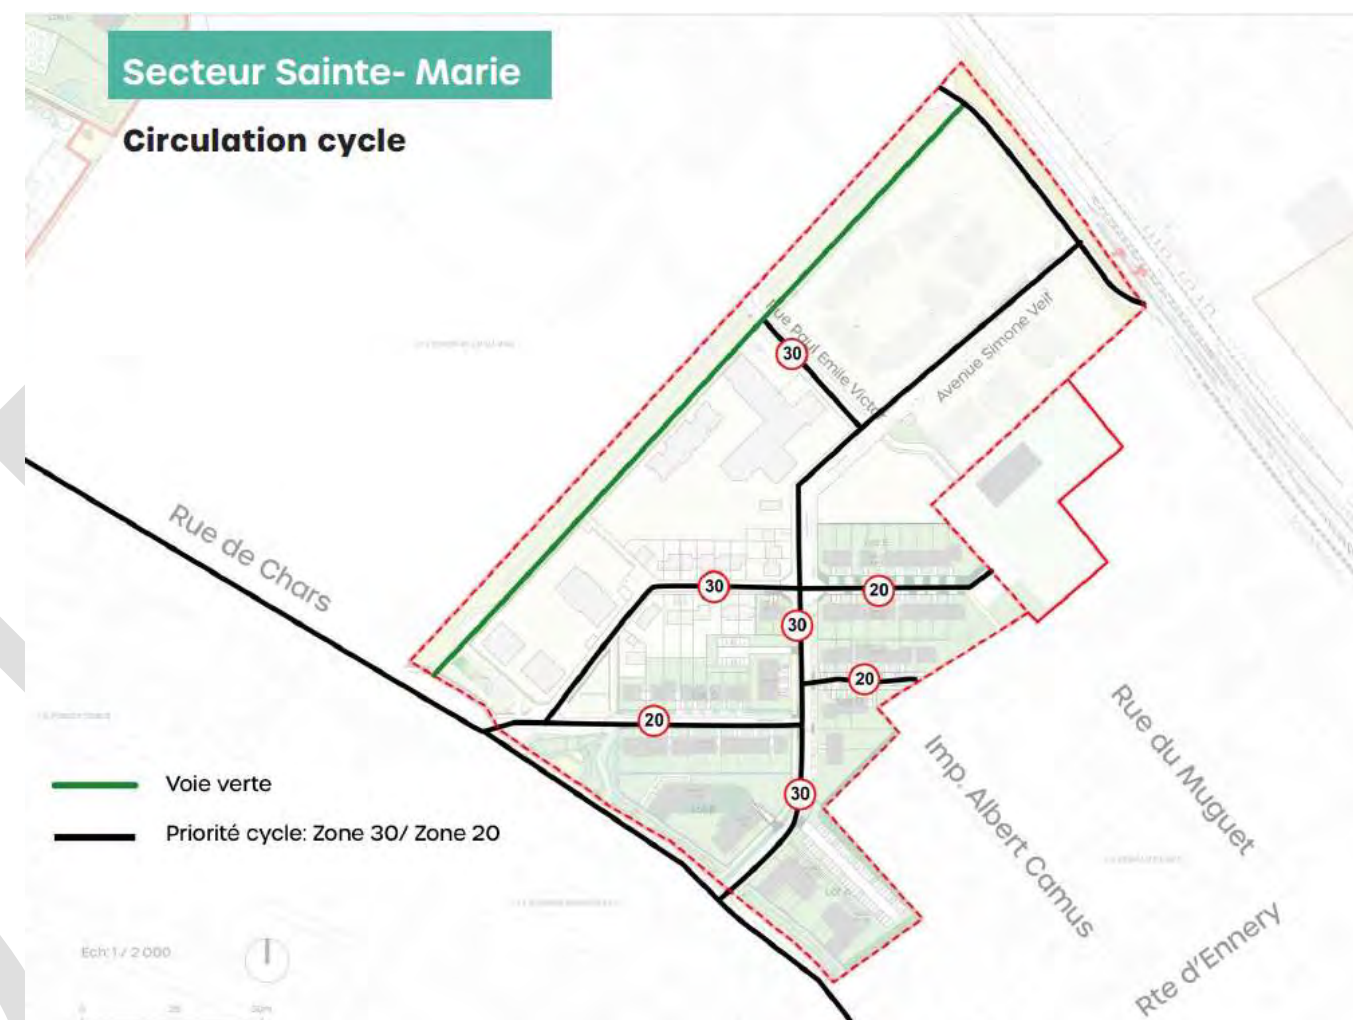 Secteur Sainte- Marie
Circulation cycle
Rue Paul Emile Victor
30
Avenue Simone Veil
Rue de Chars
30
20
30
20
20
30
Rue du Muguet
Imp. Albert Camus
Rte d'Ennery
Voie verte
Priorité cycle: Zone 30/ Zone 20
Ech: 1 / 2 000